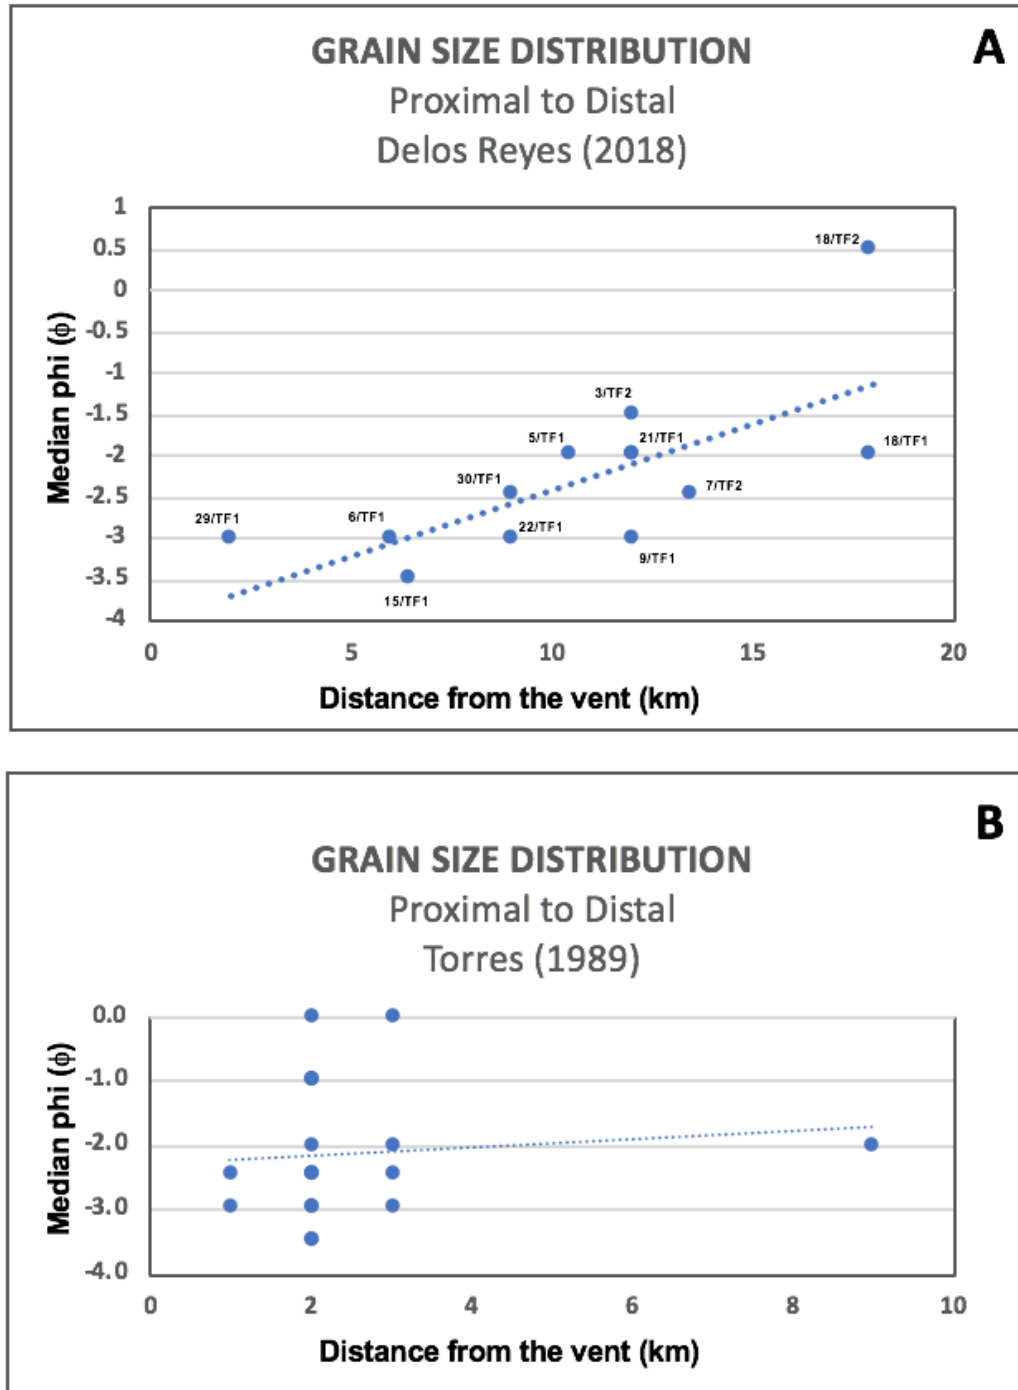 A
GRAIN SIZE DISTRIBUTION
Proximal to Distal
Delos Reyes (2018)
1
0.5
0
-0.5
-1
-1.5
-2
-2.5
-3
-3.5
-4
Median phi (ϕ)
18/TF2
3/TF2
5/TF1
21/TF1
18/TF1
30/TF1
7/TF2
29/TF1
6/TF1
22/TF1
9/TF1
15/TF1
0 5 10 15 20
Distance from the vent (km)
B
GRAIN SIZE DISTRIBUTION
Proximal to Distal
Torres (1989)
0.0
-1.0
-2.0
-3.0
-4.0
Median phi (ϕ)
0 2 4 6 8 10
Distance from the vent (km)